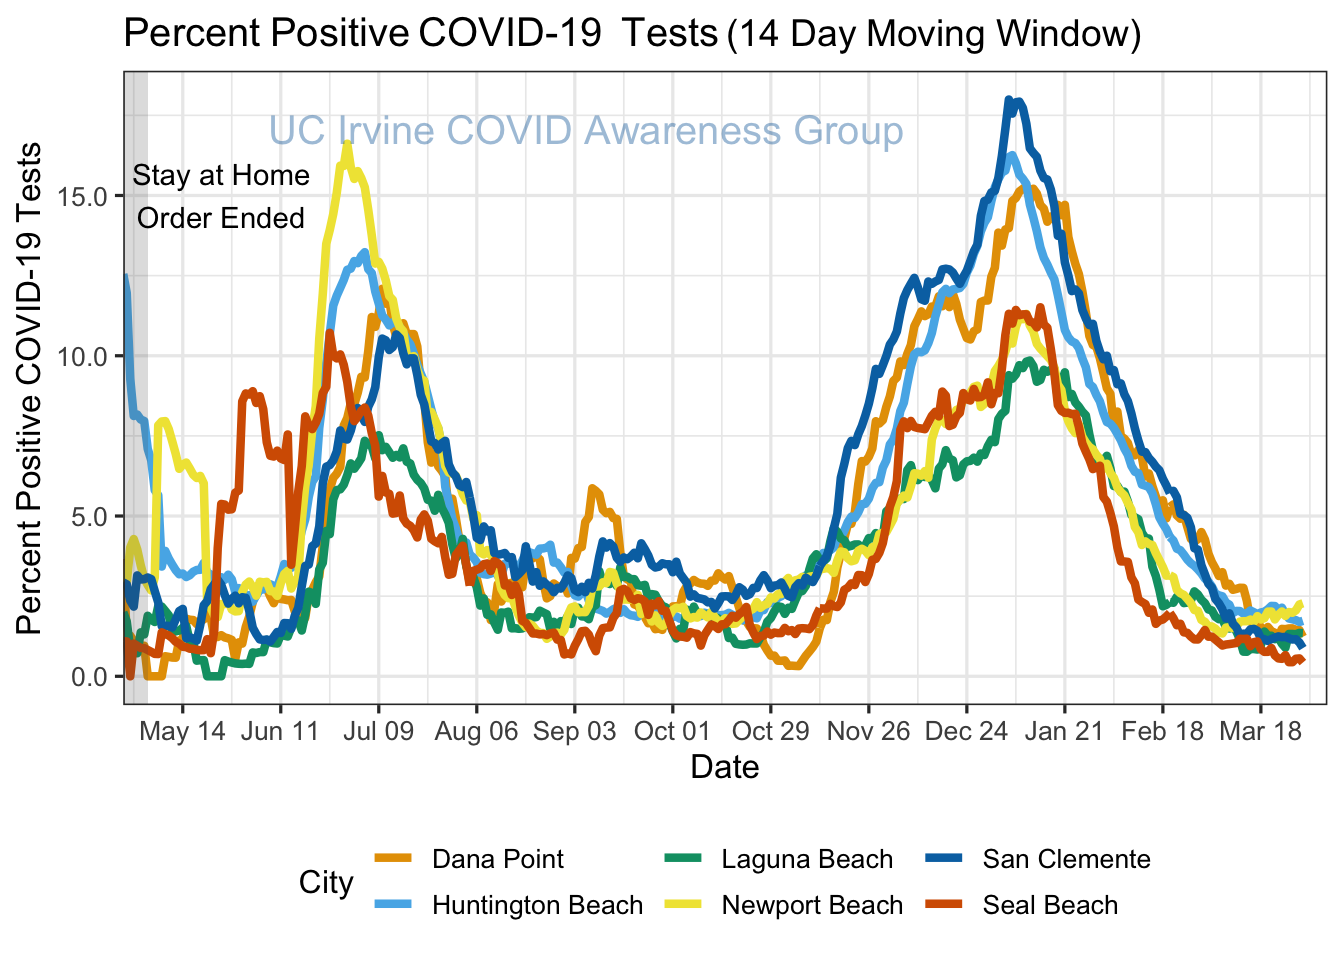 Percent Positive COVID-19  Tests (14 Day Moving Window)
UC Irvine COVID Awareness Group
Stay at Home
Order Ended
Percent Positive COVID-19 Tests
15.0
10.0
5.0
0.0
May 14 Jun 11 Jul 09 Aug 06 Sep 03 Oct 01 Oct 29 Nov 26 Dec 24 Jan 21 Feb 18 Mar 18
Date
City
Dana Point Laguna Beach San Clemente
Huntington Beach Newport Beach Seal Beach